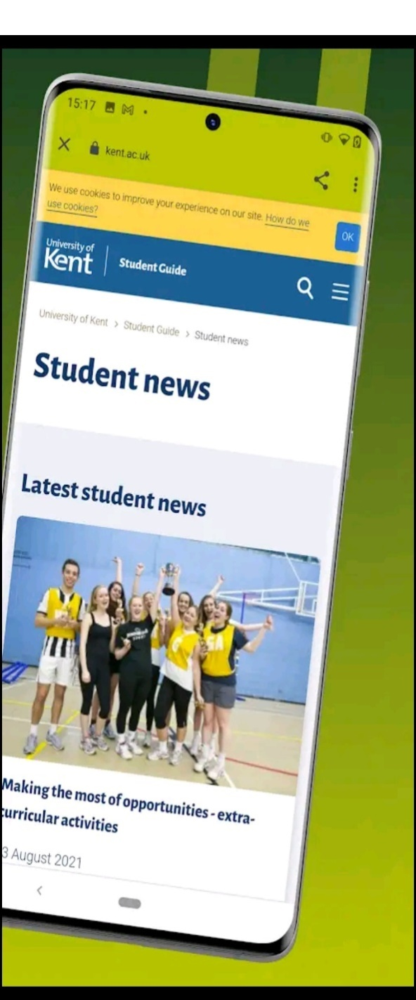 15:17
kent.ac.uk
We use cookies to improve your experience on our site. How do we
use cookies?
OK
University of
Kent
Student Guide
University of Kent > Student Guide > Student news
Student news
Latest student news
G
GA
Making the most of opportunities - extra-
curricular activities
3 August 2021